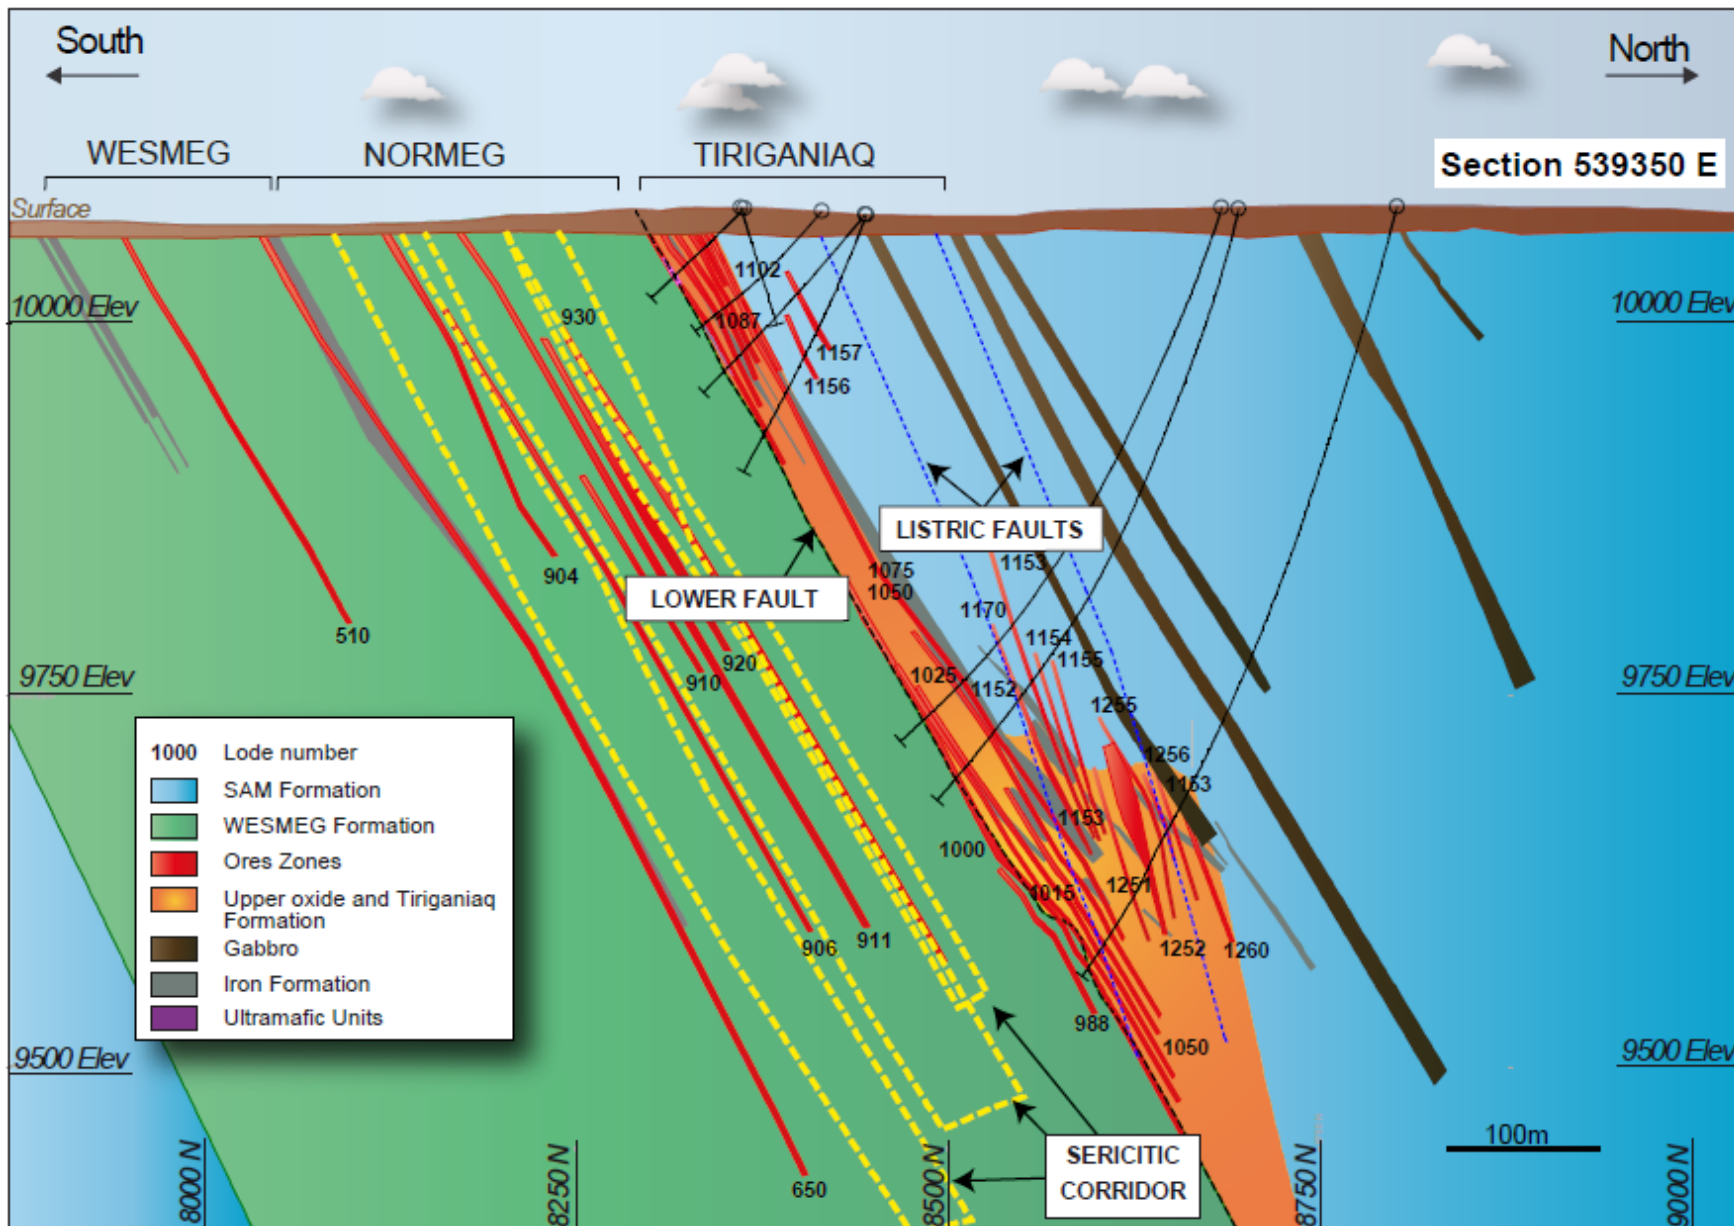 South
North
WESMEG
NORMEG
TIRIGANIAQ
Section 539350 E
Surface
1102
930
10000 Elev
10000 Elev
1087
1157
1156
LISTRIC FAULTS
1153
1075
904
1050
LOWER FAULT
1170
510
1154
1155
920
1025
910
1152
9750 Elev
9750 Elev
1255
1256
1153
1153
1000 Lode number
SAM Formation
WESMEG Formation
Ores Zones
Upper oxide and Tiriganiaq
Formation
Gabbro
Iron Formation
Ultramafic Units
1000
1251
1015
906
911
1252
1260
988
1050
9500 Elev
9500 Elev
100m
SERICITIC
CORRIDOR
650
8000 N
8250 N
8500 N
8750 N
9000 N